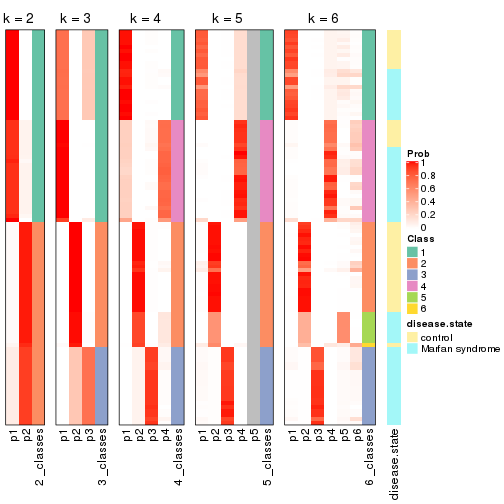 k = 2 k = 3 k = 4 k = 5 k = 6
Prob
1
0.8
0.6
0.4
0.2
0
Class
1
2
3
4
5
6
disease.state
control
Marfan syndrome
p1 p2 2_classes p1 p2 p3 3_classes p1 p2 p3 p4 4_classes p1 p2 p3 p4 p5 5_classes p1 p2 p3 p4 p5 p6 6_classes disease.state